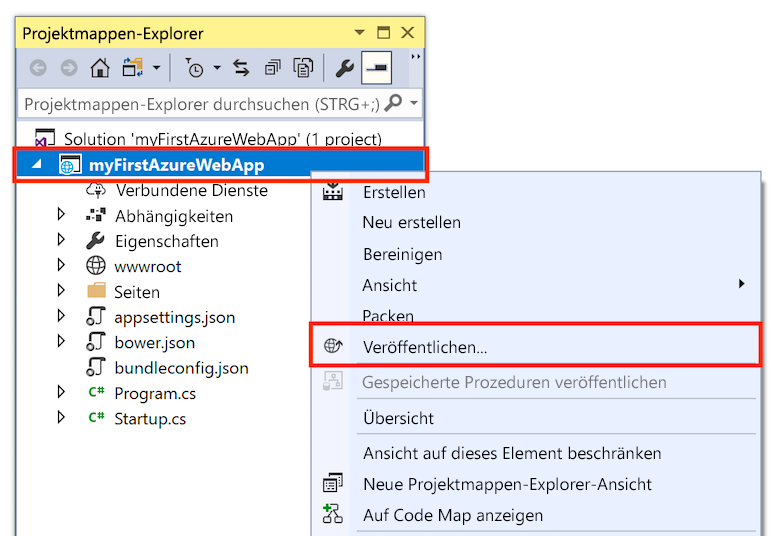 Projektmappen-Explorer
Projektmappen-Explorer durchsuchen (STRG+;)
Solution 'myFirstAzureWebApp' (1 project)
myFirstAzureWebApp
Verbundene Dienste
Abhängigkeiten
Eigenschaften
wwwroot
Seiten
appsettings.json
bower.json
bundleconfig.json
C# Program.cs
C# Startup.cs
Erstellen
Neu erstellen
Bereinigen
Ansicht
Packen
Veröffentlichen...
Gespeicherte Prozeduren veröffentlichen
Übersicht
Ansicht auf dieses Element beschränken
Neue Projektmappen-Explorer-Ansicht
Auf Code Map anzeigen